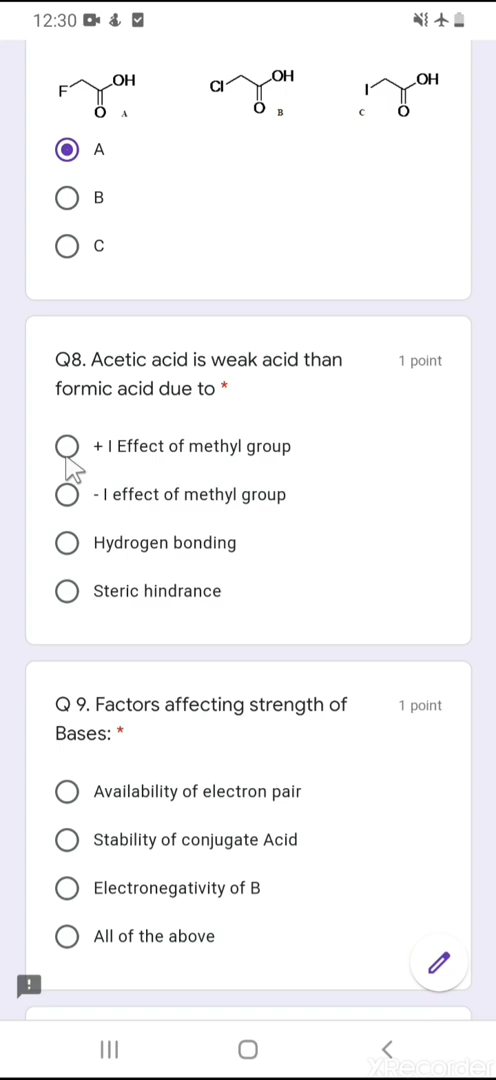 12:30
F OH O A
Cl OH O B
I OH O C
A
B
C
Q8. Acetic acid is weak acid than 1 point
formic acid due to *
+ I Effect of methyl group
- I effect of methyl group
Hydrogen bonding
Steric hindrance
Q 9. Factors affecting strength of 1 point
Bases: *
Availability of electron pair
Stability of conjugate Acid
Electronegativity of B
All of the above
XRecorder